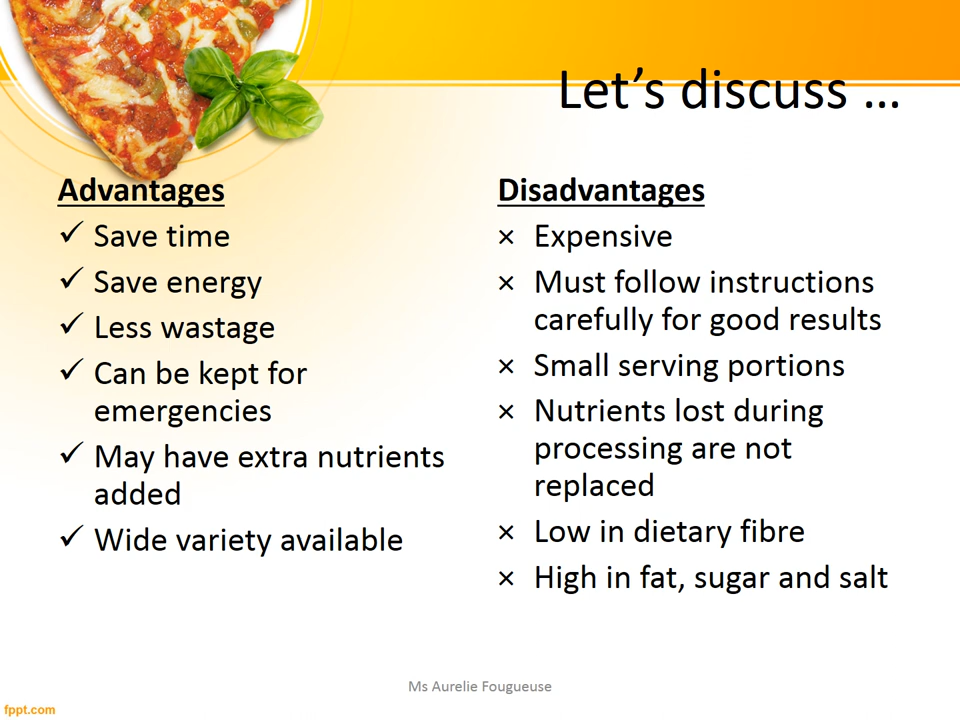 Let's discuss ...
Advantages
✓ Save time
✓ Save energy
✓ Less wastage
✓ Can be kept for
emergencies
✓ May have extra nutrients
added
✓ Wide variety available
Disadvantages
× Expensive
× Must follow instructions
carefully for good results
× Small serving portions
× Nutrients lost during
processing are not
replaced
× Low in dietary fibre
× High in fat, sugar and salt
Ms Aurelie Fougueuse
fppt.com